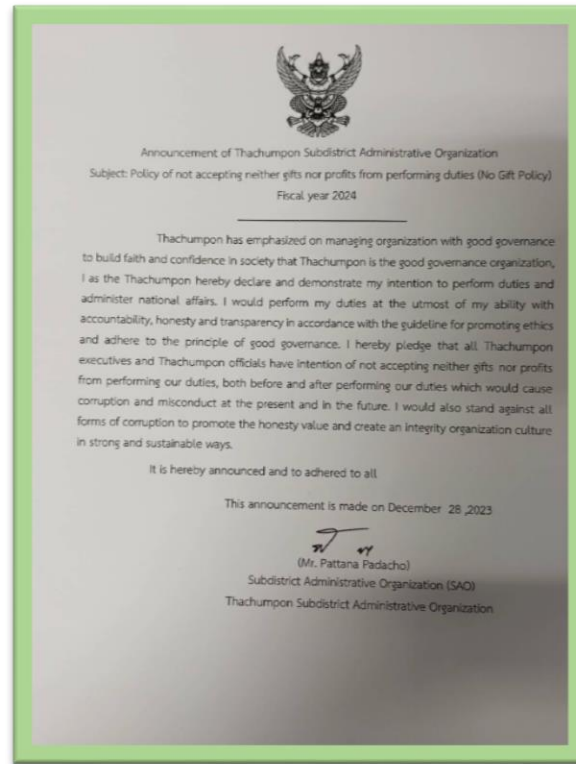 Announcement of Thachumpon Subdistrict Administrative Organization
Subject: Policy of not accepting neither gifts nor profits from performing duties (No Gift Policy)
Fiscal year 2024
Thachumpon has emphasized on managing organization with good governance
to build faith and confidence in society that Thachumpon is the good governance organization,
I as the Thachumpon hereby declare and demonstrate my intention to perform duties and
administer national affairs. I would perform my duties at the utmost of my ability with
accountability, honesty and transparency in accordance with the guideline for promoting ethics
and adhere to the principle of good governance. I hereby pledge that all Thachumpon
executives and Thachumpon officials have intention of not accepting neither gifts nor profits
from performing our duties, both before and after performing our duties which would cause
corruption and misconduct at the present and in the future. I would also stand against all
forms of corruption to promote the honesty value and create an integrity organization culture
in strong and sustainable ways.
It is hereby announced and to adhered to all
This announcement is made on December 28 ,2023
(Mr. Pattana Padacho)
Subdistrict Administrative Organization (SAO)
Thachumpon Subdistrict Administrative Organization